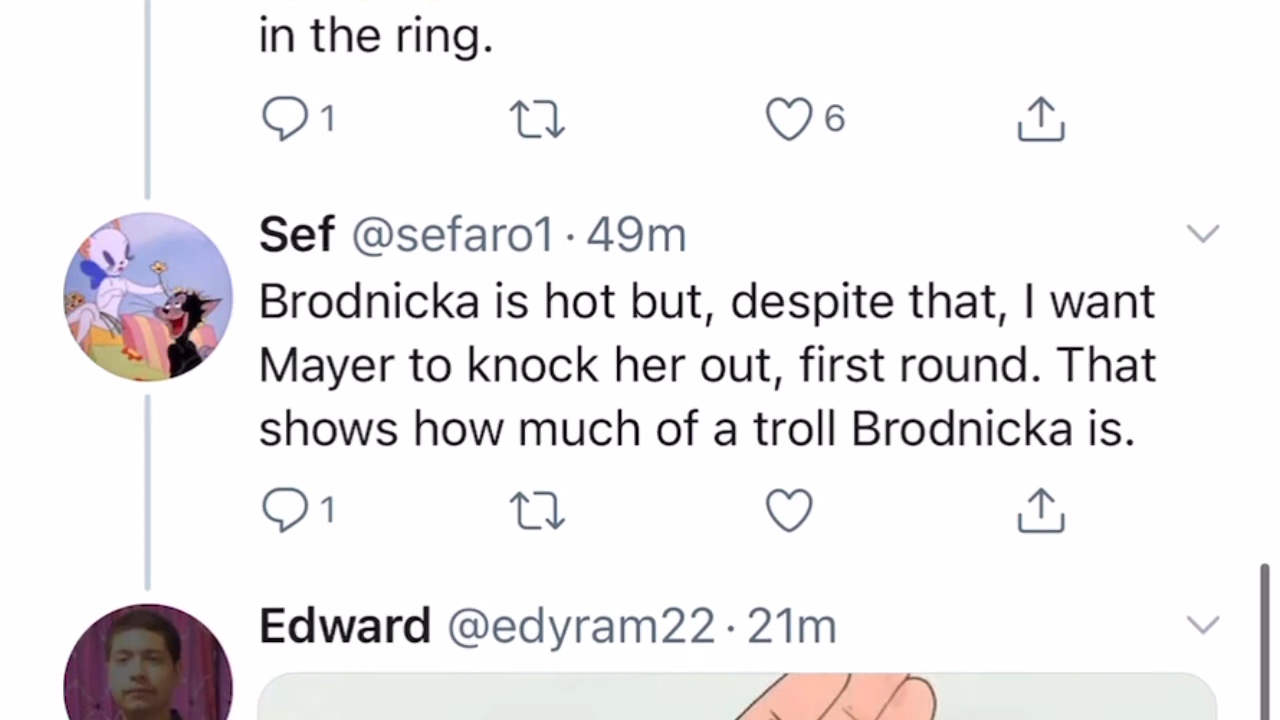 in the ring.
1
6
Sef @sefaro1 · 49m
Brodnicka is hot but, despite that, I want
Mayer to knock her out, first round. That
shows how much of a troll Brodnicka is.
1
Edward @edyram22 · 21m